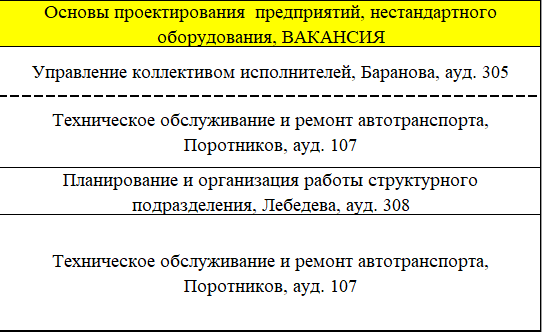 Основы проектирования предприятий, нестандартного
оборудования, ВАКАНСИЯ
Управление коллективом исполнителей, Баранова, ауд. 305
Техническое обслуживание и ремонт автотранспорта,
Поротников, ауд. 107
Планирование и организация работы структурного
подразделения, Лебедева, ауд. 308
Техническое обслуживание и ремонт автотранспорта,
Поротников, ауд. 107